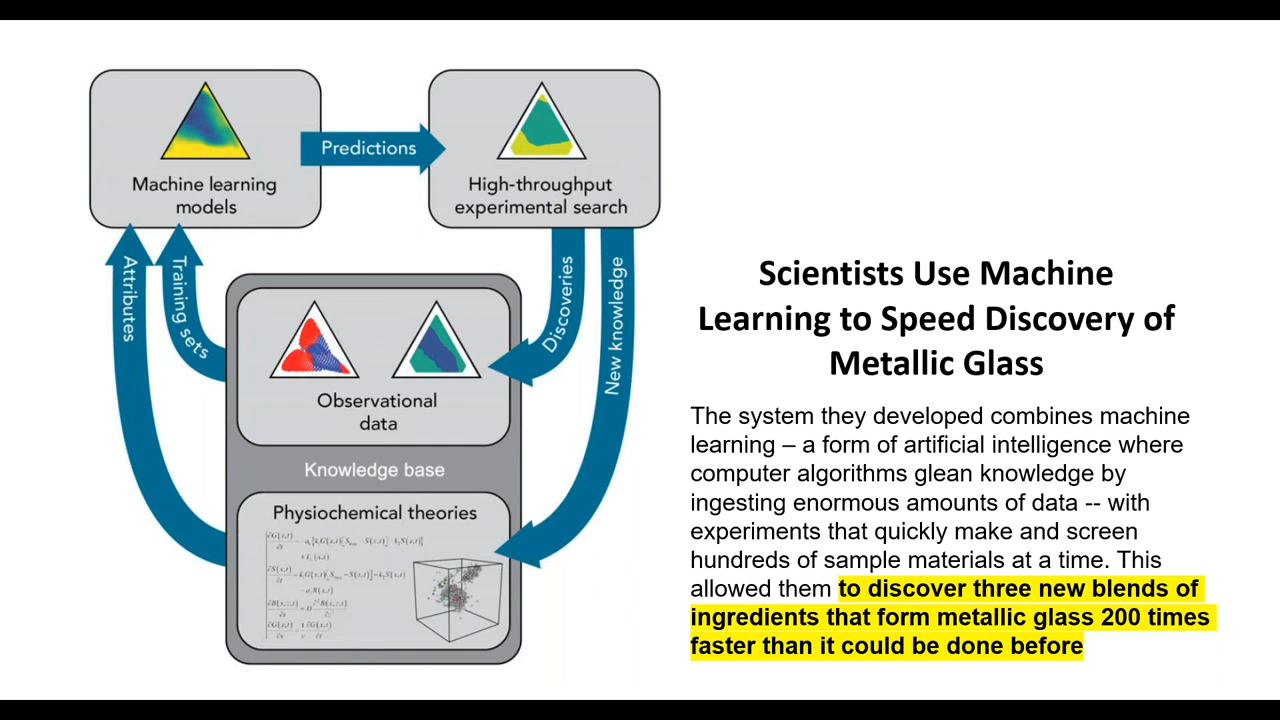 Machine learning
models
Predictions
High-throughput
experimental search
Attributes
Training sets
Discoveries
New knowledge
Observational
data
Knowledge base
Physiochemical theories
Scientists Use Machine
Learning to Speed Discovery of
Metallic Glass
The system they developed combines machine
learning – a form of artificial intelligence where
computer algorithms glean knowledge by
ingesting enormous amounts of data -- with
experiments that quickly make and screen
hundreds of sample materials at a time. This
allowed them to discover three new blends of
ingredients that form metallic glass 200 times
faster than it could be done before